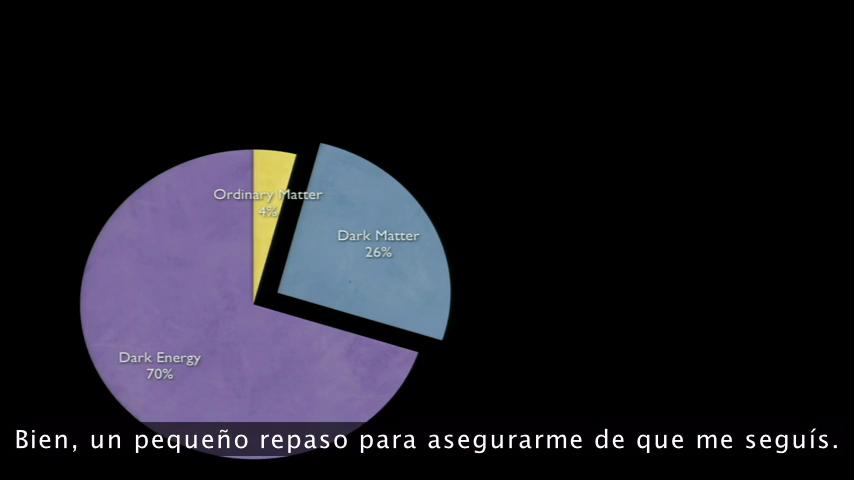 Ordinary Matter
4%
Dark Matter
26%
Dark Energy
70%
Bien, un pequeño repaso para asegurarme de que me seguís.